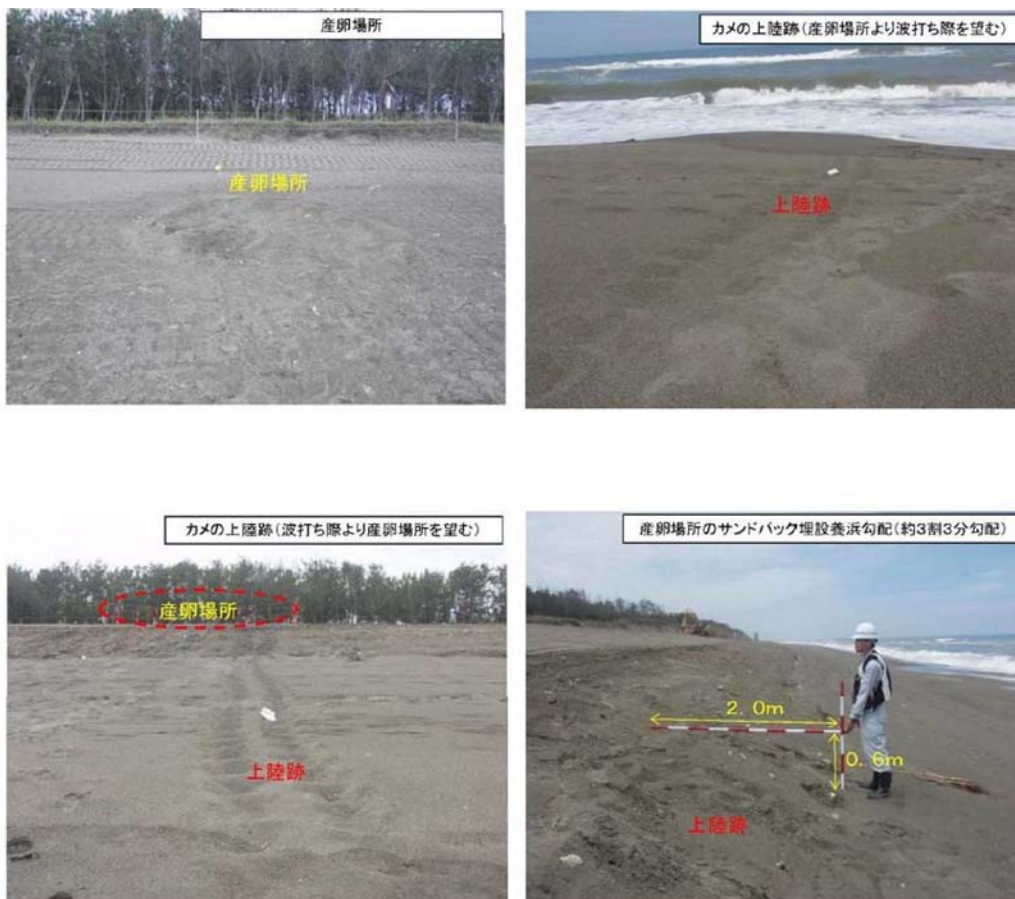 産卵場所
産卵場所
カメの上陸跡(産卵場所より波打ち際を望む)
上陸跡
カメの上陸跡(波打ち際より産卵場所を望む)
産卵場所
上陸跡
産卵場所のサンドバック埋設養浜勾配(約3割3分勾配)
2.0m
0.6m
上陸跡